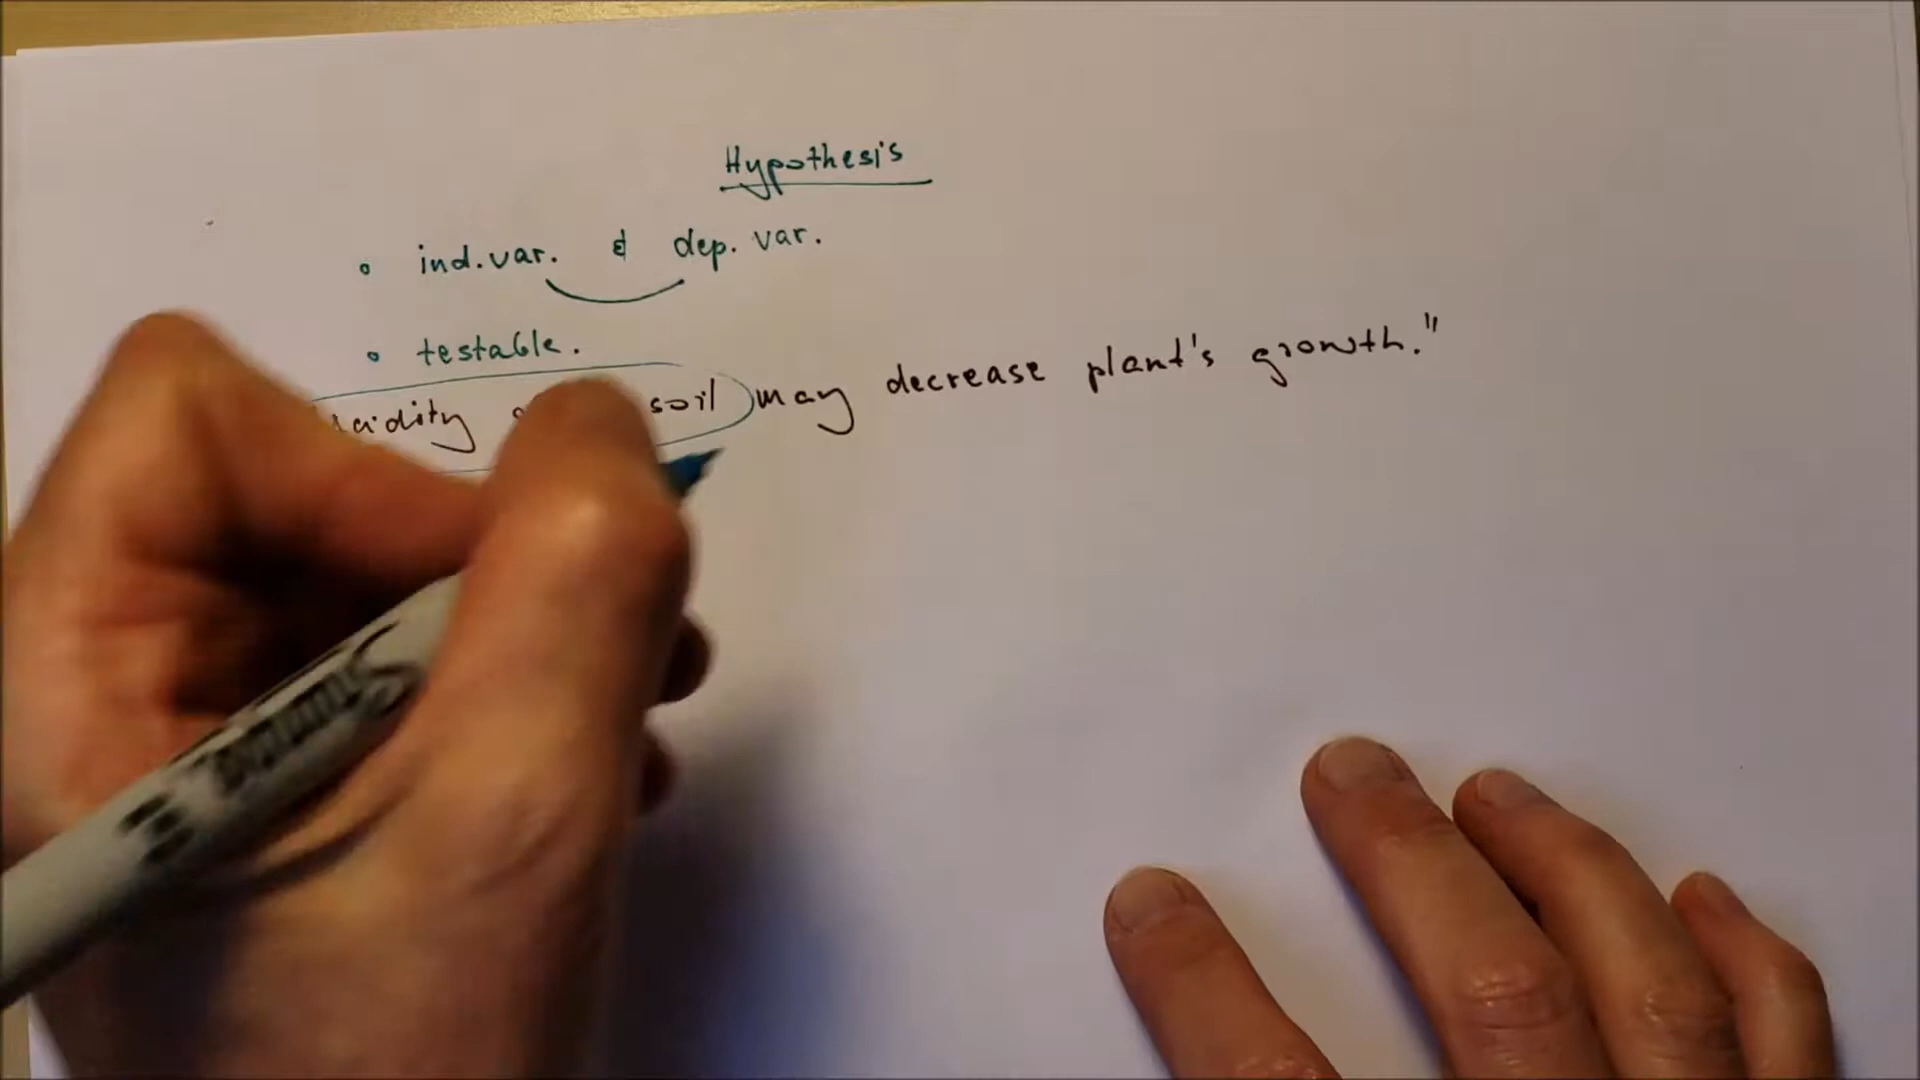 Hypothesis
• ind.var. & dep. var.
• testable.
soil may decrease plant's growth."